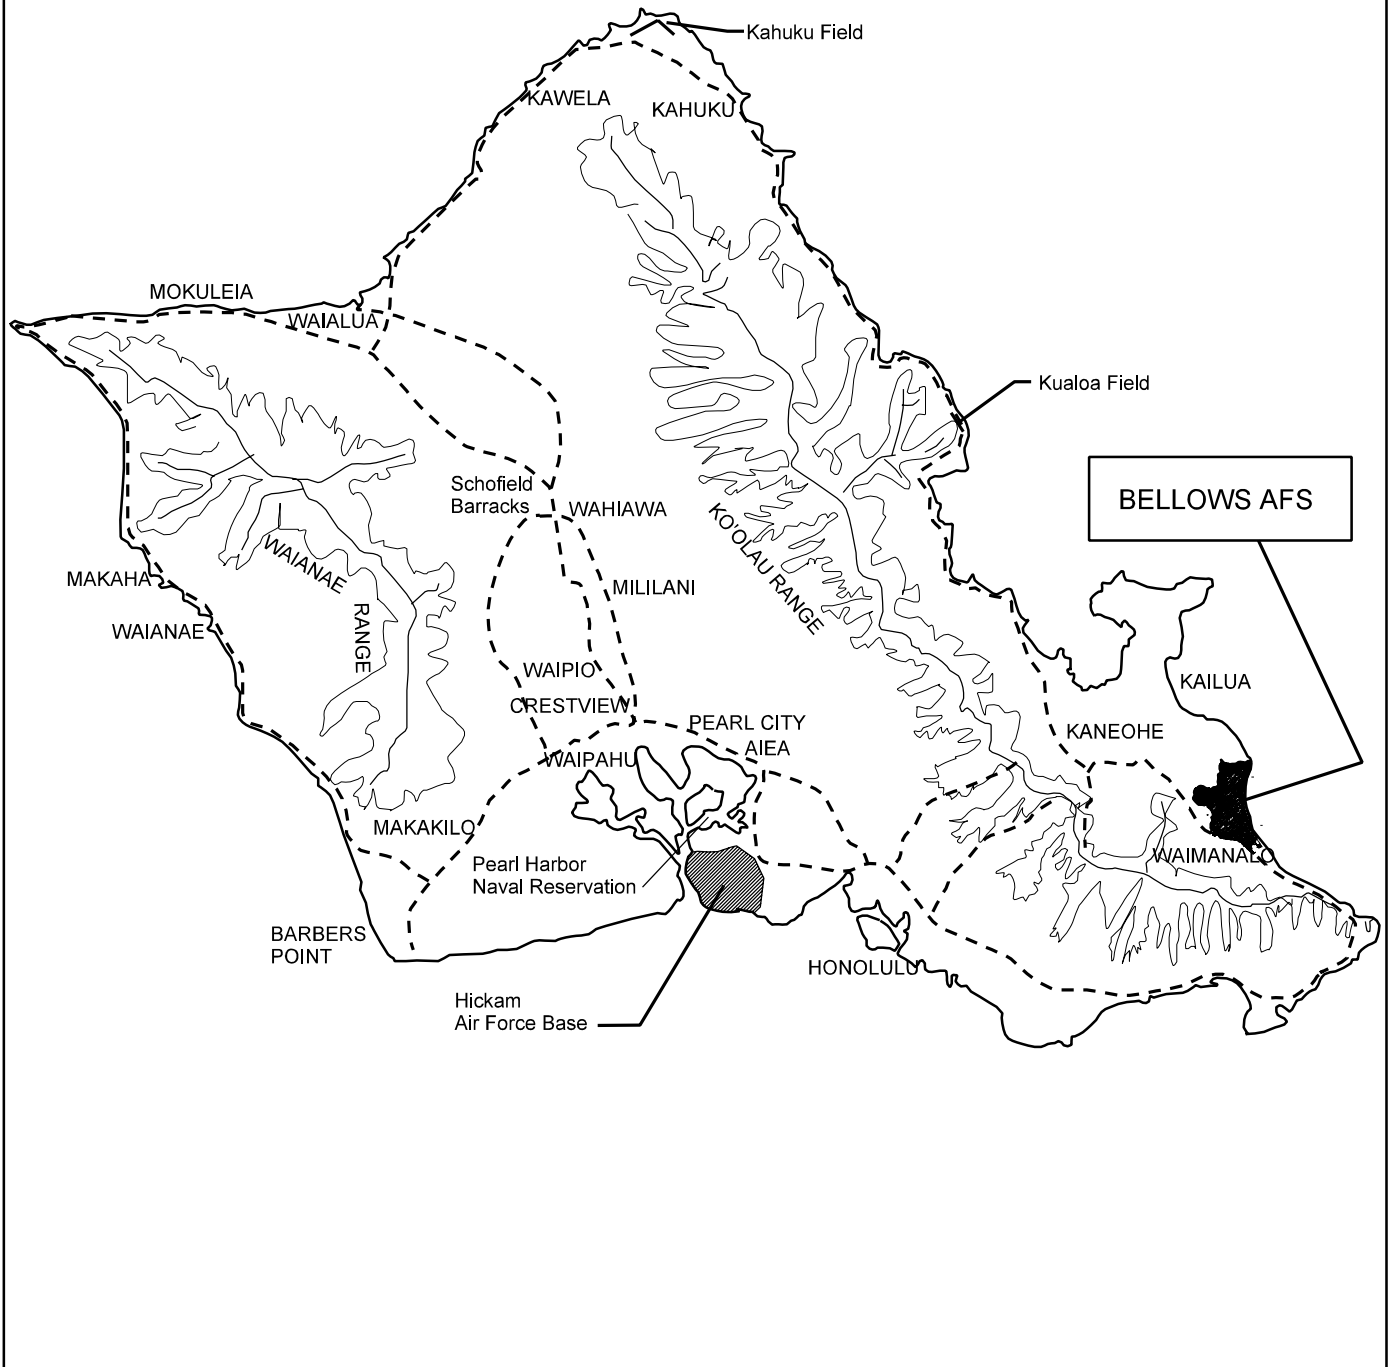 Kahuku Field
KAWELA
KAHUKU
MOKULEIA
WAIALUA
Kualoa Field
BELLOWS AFS
Schofield
Barracks
WAHIAWA
KO'OLAU RANGE
WAIANAE
RANGE
MAKAHA
MILILANI
WAIANAE
WAIPIO
CRESTVIEW
KAILUA
PEARL CITY
AIEA
KANEOHE
WAIPAHU
MAKAKILO
WAIMANALO
Pearl Harbor
Naval Reservation
BARBERS
POINT
HONOLULU
Hickam
Air Force Base